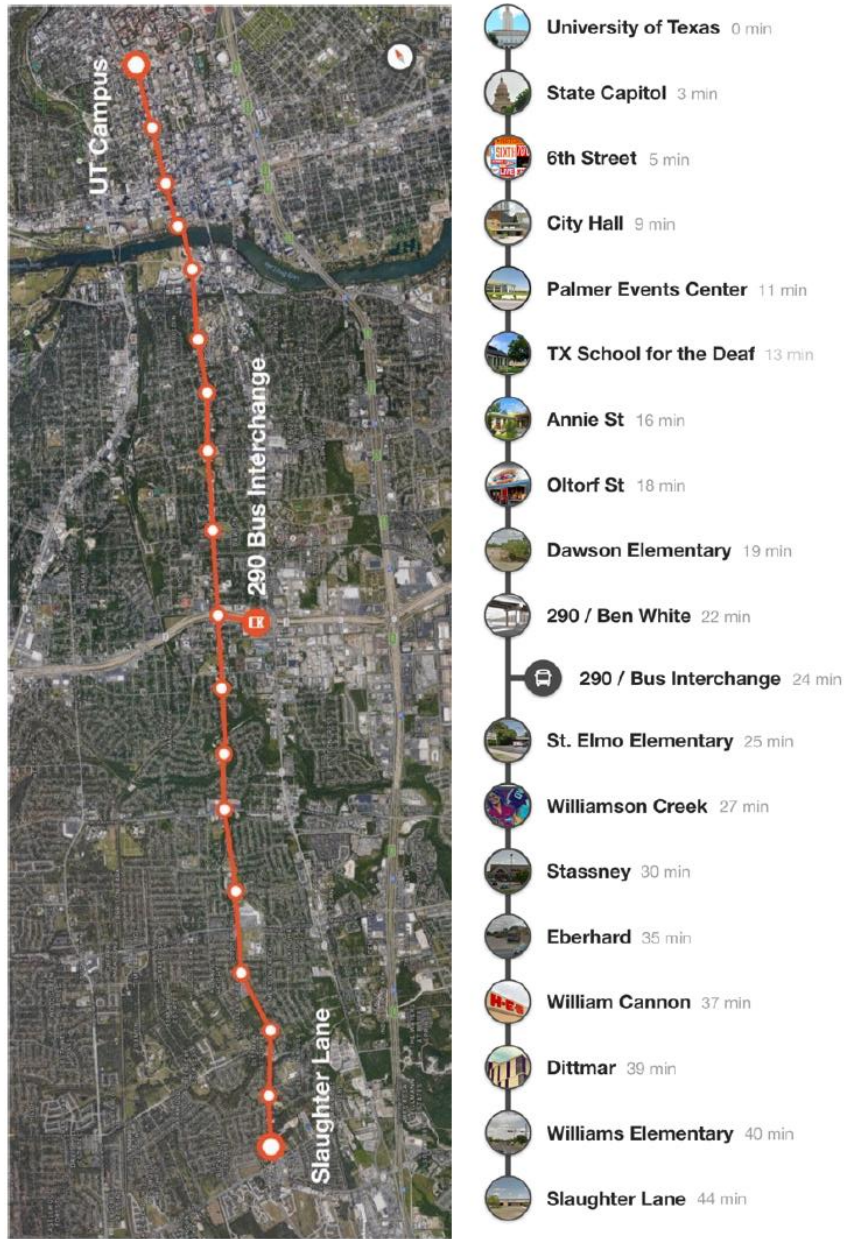 UT Campus
290 Bus Interchange
Slaughter Lane
University of Texas 0 min
State Capitol 3 min
SIXTH
LIVE
6th Street 5 min
City Hall 9 min
Palmer Events Center 11 min
TX School for the Deaf 13 min
Annie St 16 min
Oltorf St 18 min
Dawson Elementary 19 min
290 / Ben White 22 min
290 / Bus Interchange 24 min
St. Elmo Elementary 25 min
Williamson Creek 27 min
Stassney 30 min
Eberhard 35 min
H-E-B
William Cannon 37 min
Dittmar 39 min
Williams Elementary 40 min
Slaughter Lane 44 min